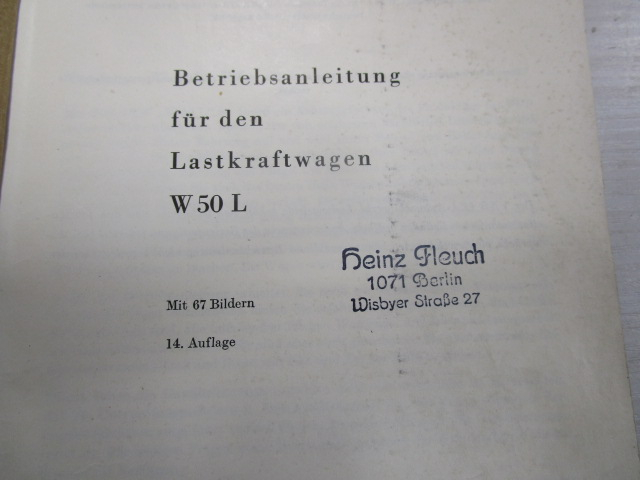 Betriebsanleitung
für den
Lastkraftwagen
W 50 L
Heinz Fleuch
1071 Berlin
Wisbyer Straße 27
Mit 67 Bildern
14. Auflage